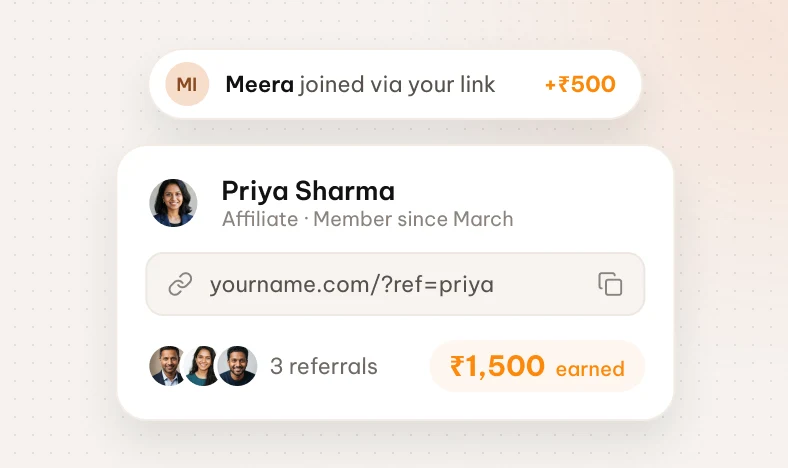 MI Meera joined via your link +₹500
Priya Sharma
Affiliate · Member since March
yourname.com/?ref=priya
3 referrals ₹1,500 earned